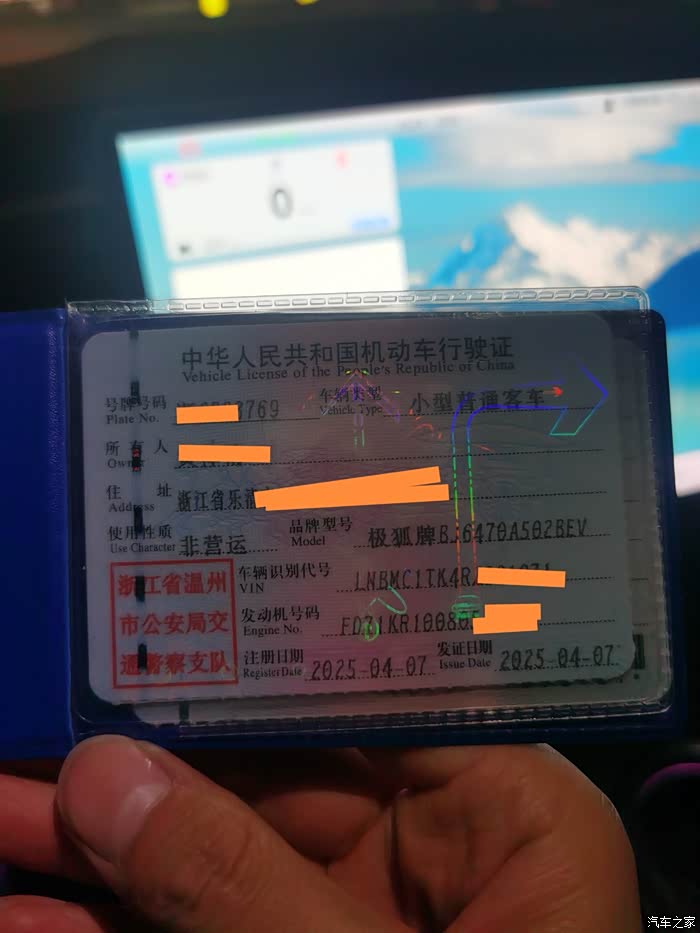 中华人民共和国机动车行驶证
Vehicle License of the People's Republic of China
号牌号码 769 车辆类型 小型普通客车
Plate No. Vehicle Type
所有人
Owner
住址 浙江省乐
Address
使用性质 非营运 品牌型号 极狐牌BJ6470A502BEV
Use Character Model
浙江省温州
市公安局交
通警察支队
车辆识别代号 LNBMC1TK4R
VIN
发动机号码 FDZ1KR10080
Engine No.
注册日期 2025-04-07 发证日期 2025-04-07
Register Date Issue Date
0
汽车之家